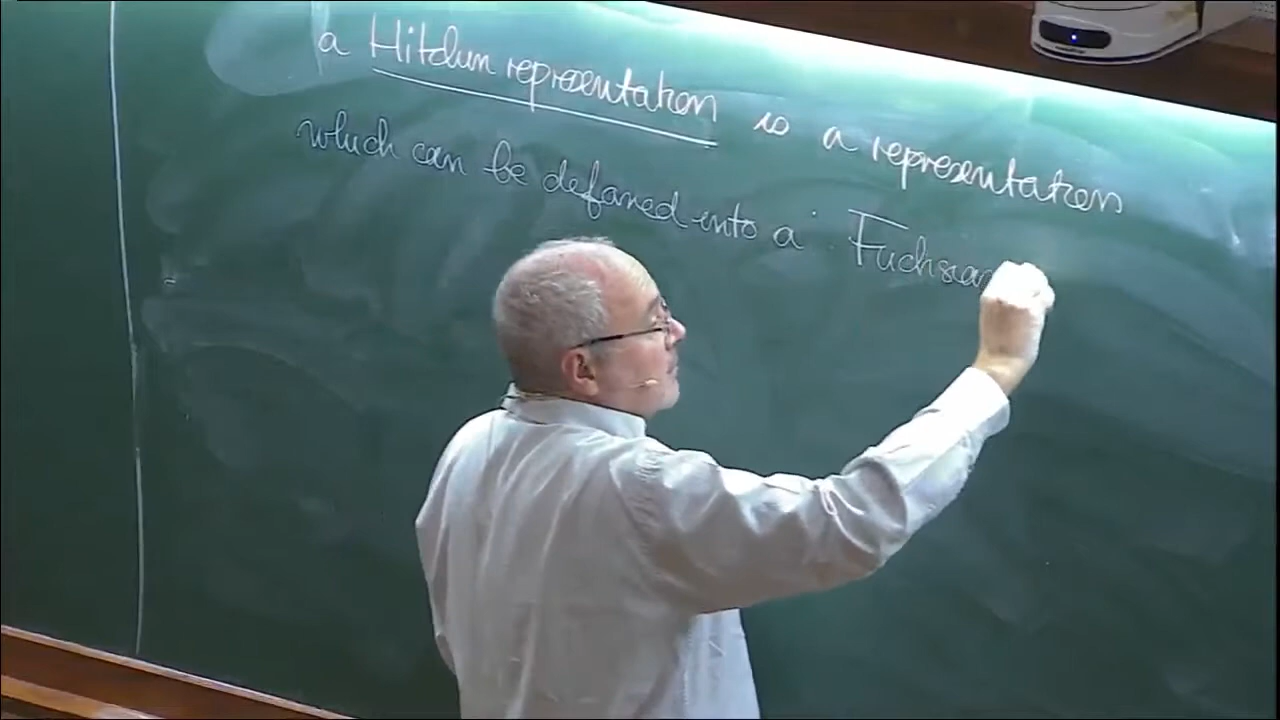 a Hitchin representation is a representation
which can be deformed into a Fuchsian